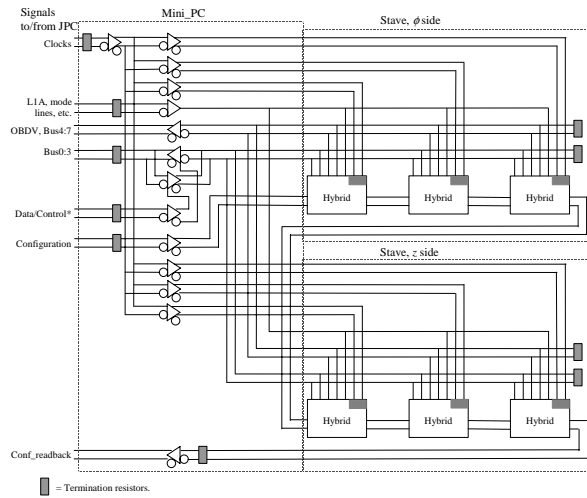 Signals
to/from JPC
Mini_PC
Stave, ϕ side
Clocks
L1A, mode
lines, etc.
OBDV, Bus4:7
Bus0:3
Hybrid
Hybrid
Hybrid
Data/Control*
Configuration
Stave, z side
Hybrid
Hybrid
Hybrid
Conf_readback
= Termination resistors.